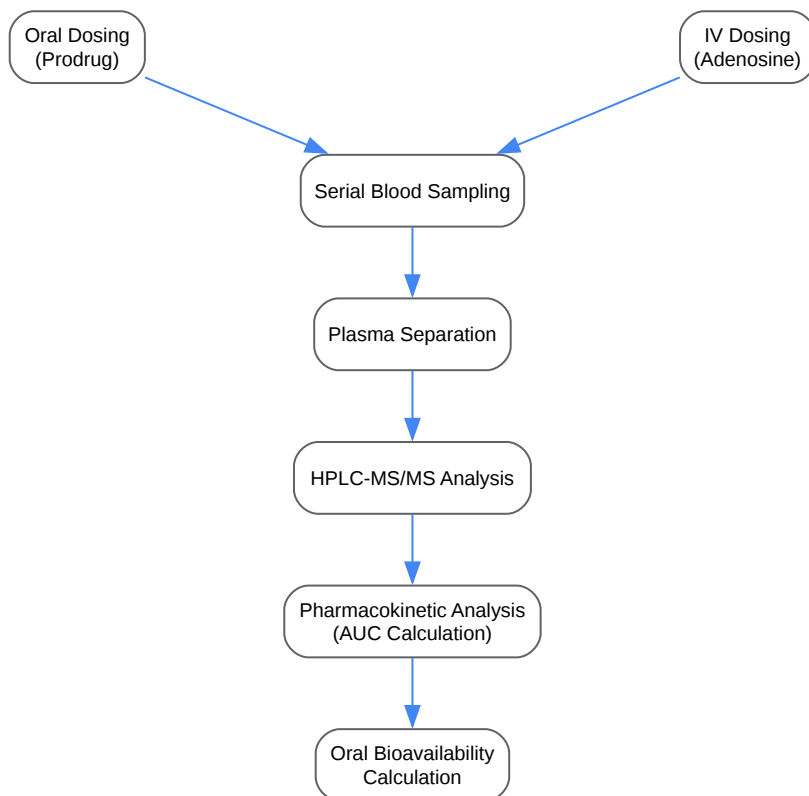 Oral Dosing
(Prodrug)
IV Dosing
(Adenosine)
Serial Blood Sampling
Plasma Separation
HPLC-MS/MS Analysis
Pharmacokinetic Analysis
(AUC Calculation)
Oral Bioavailability
Calculation